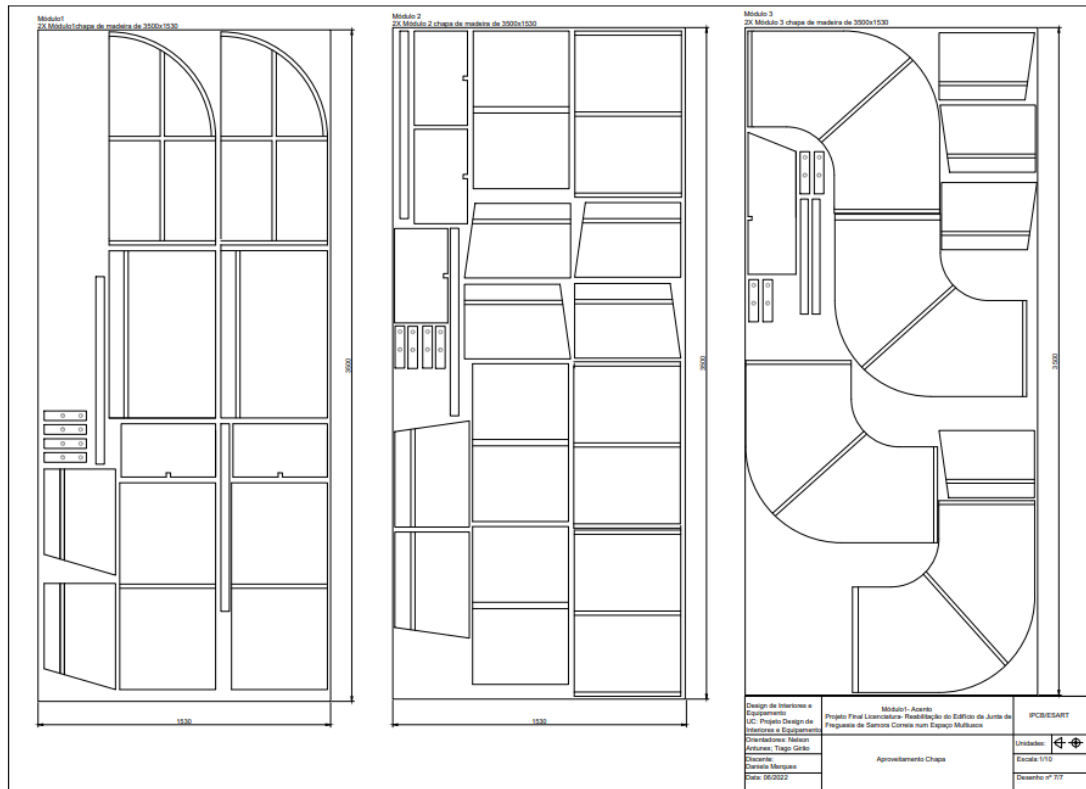 Módulo1
2X Módulo1chapa de madeira de 3500x1530
3500
1530
Módulo 2
2X Módulo 2 chapa de madeira de 3500x1530
3500
1530
Módulo 3
2X Módulo 3 chapa de madeira de 3500x1530
3500
Design de Interiores e
Equipamento
UC: Projeto Design de
Interiores e Equipamento
Módulo1- Acento
Projeto Final Licenciatura- Reabilitação do Edifício da Junta de
Freguesia de Samora Correia num Espaço Multiusos
IPCB/ESART
Orientadores: Nelson
Antunes; Tiago Girão
Discente:
Daniela Marques
Data: 06/2022
Aproveitamento Chapa
Unidades:
Escala:1/10
Desenho nº 7/7